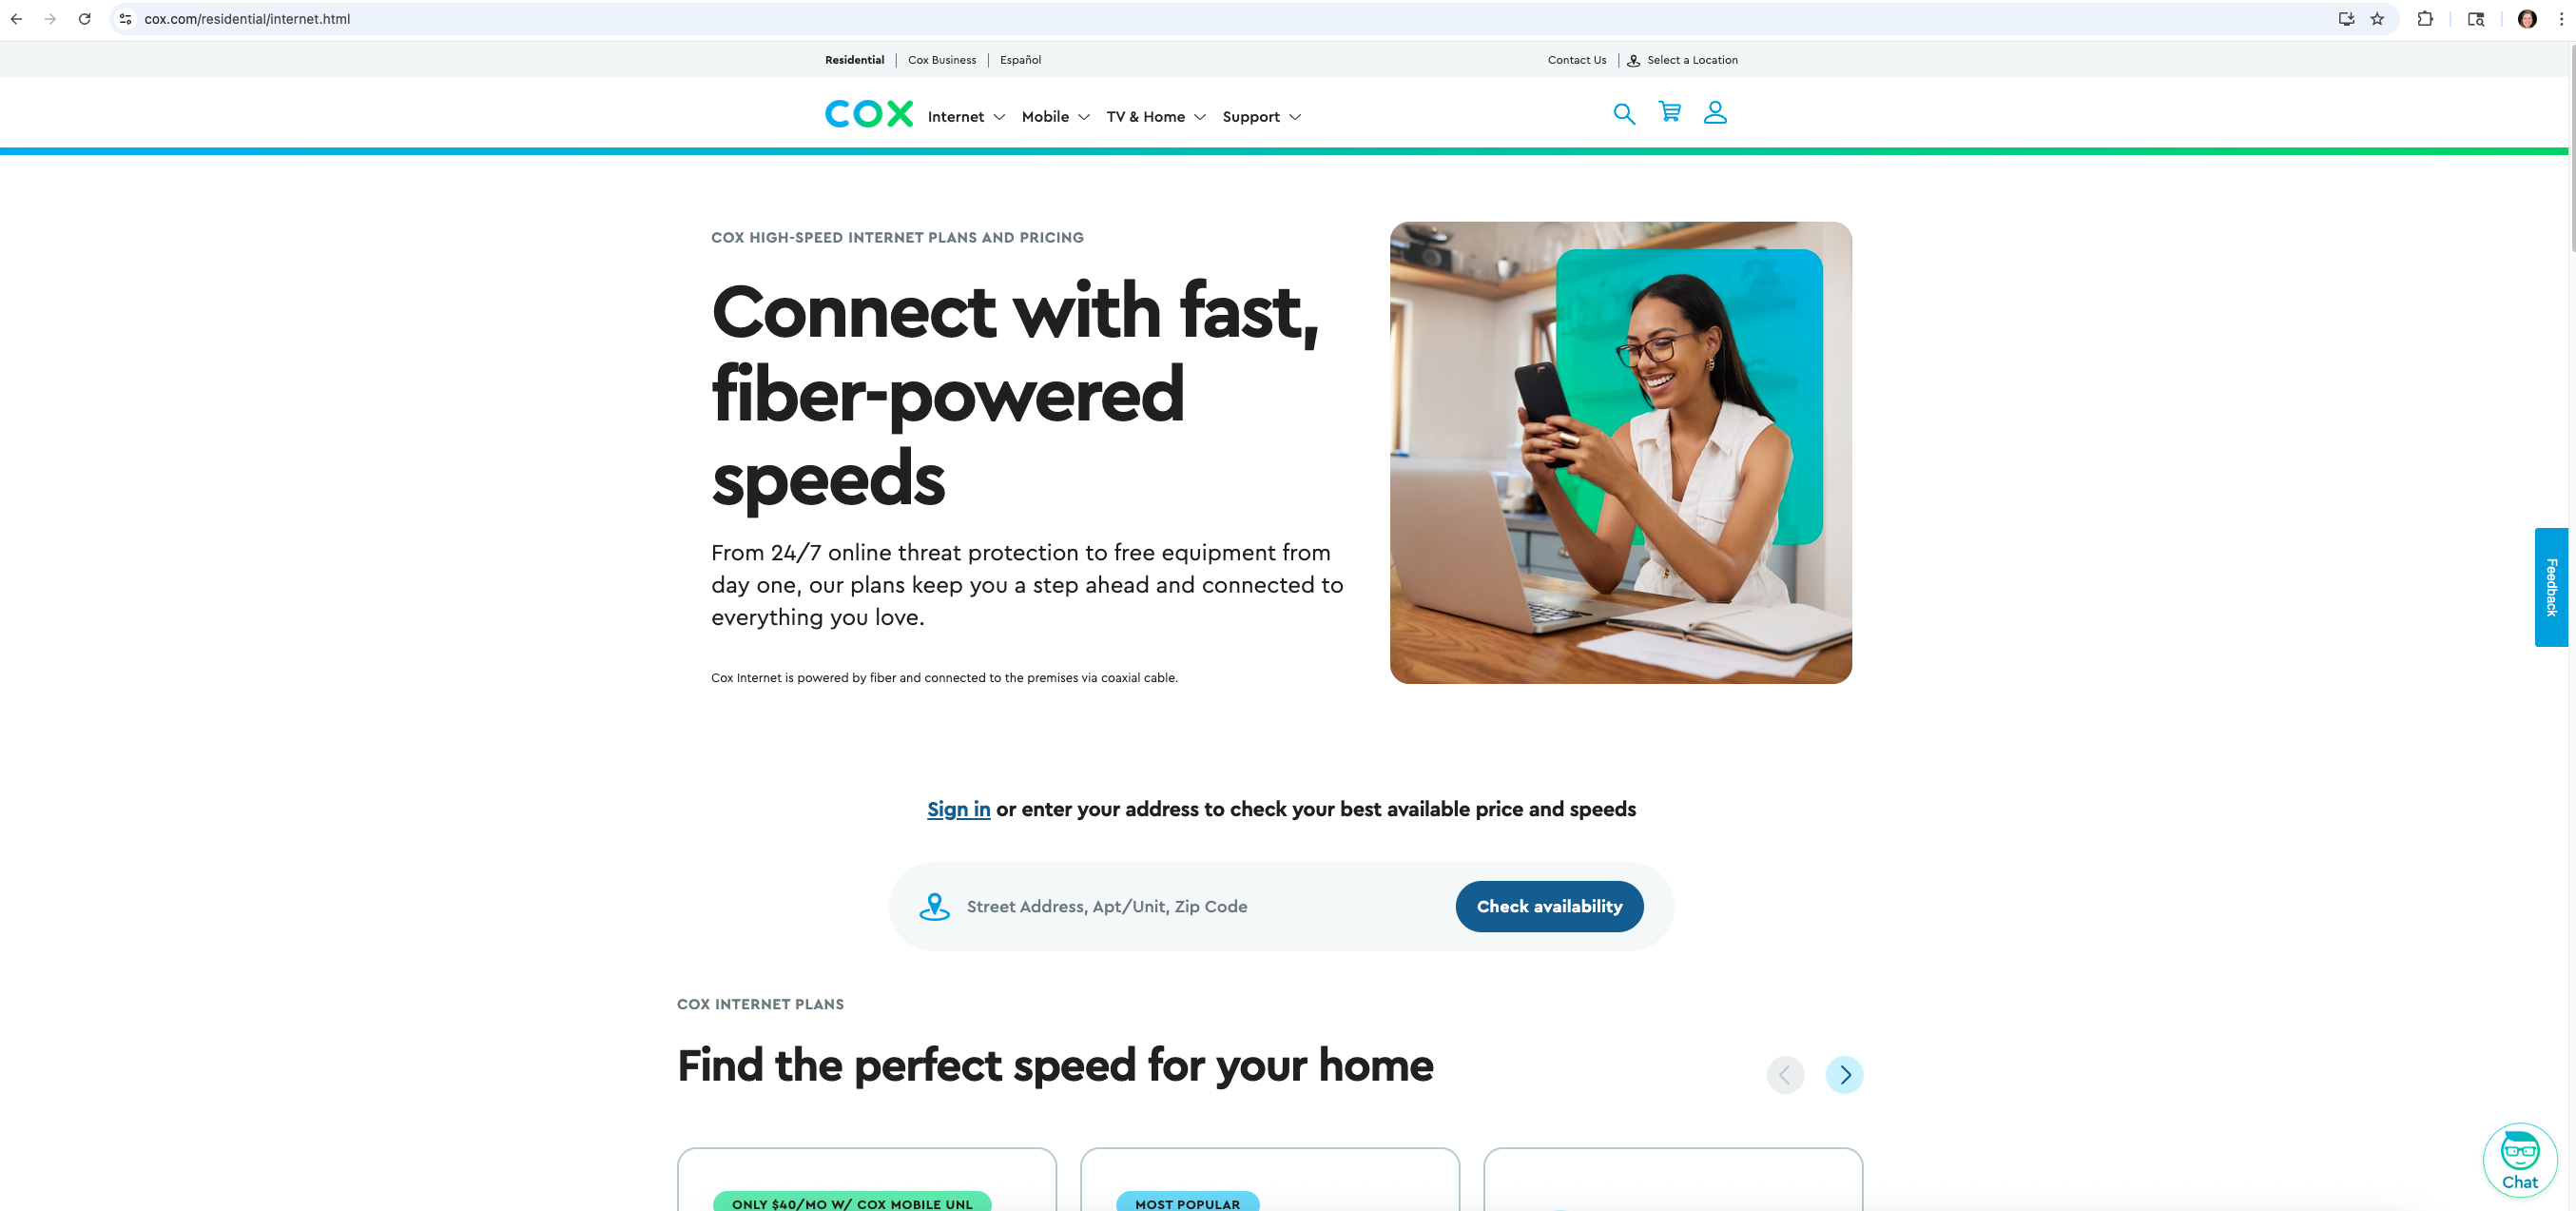 cox.com/residential/internet.html
Residential
Cox Business
Español
Contact Us
Select a Location
COX
Internet
Mobile
TV & Home
Support
COX HIGH-SPEED INTERNET PLANS AND PRICING
Connect with fast,
fiber-powered
speeds
From 24/7 online threat protection to free equipment from
day one, our plans keep you a step ahead and connected to
everything you love.
Cox Internet is powered by fiber and connected to the premises via coaxial cable.
Feedback
Sign in or enter your address to check your best available price and speeds
Street Address, Apt/Unit, Zip Code
Check availability
COX INTERNET PLANS
Find the perfect speed for your home
Chat
ONLY $40/MO W/ COX MOBILE UNL
MOST POPULAR